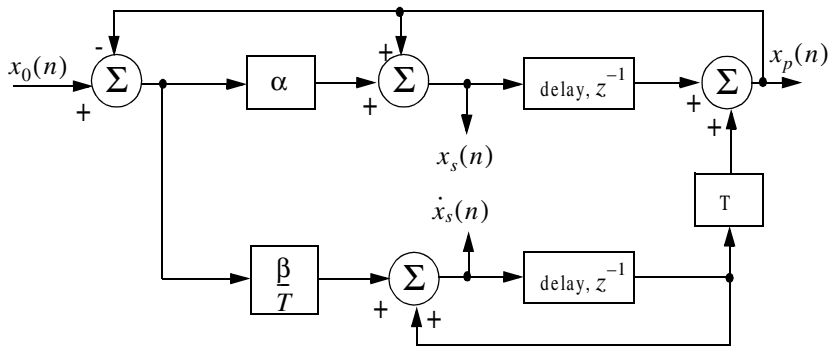 -
+
x₀(n)
+
Σ
α
+
Σ
delay, z⁻¹
+
Σ
xₚ(n)
+
xₛ(n)
T
ẋₛ(n)
β
T
+
Σ
+
delay, z⁻¹